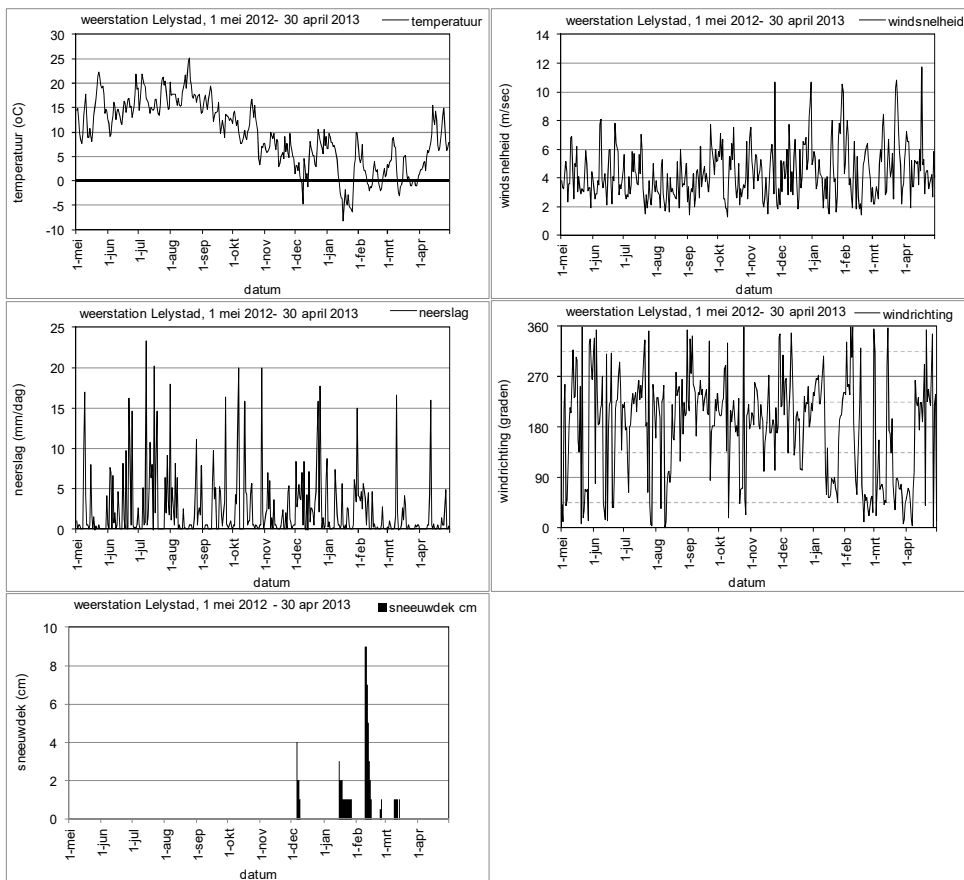 weerstation Lelystad, 1 mei 2012- 30 april 2013
temperatuur
temperatuur (oC)
30
25
20
15
10
5
0
-5
-10
1-mei
1-jun
1-jul
1-aug
1-sep
1-okt
1-nov
1-dec
1-jan
1-feb
1-mrt
1-apr
datum
weerstation Lelystad, 1 mei 2012- 30 april 2013
windsnelheid
windsnelheid (m/sec)
14
12
10
8
6
4
2
0
1-mei
1-jun
1-jul
1-aug
1-sep
1-okt
1-nov
1-dec
1-jan
1-feb
1-mrt
1-apr
datum
weerstation Lelystad, 1 mei 2012- 30 april 2013
neerslag
neerslag (mm/dag)
25
20
15
10
5
0
1-mei
1-jun
1-jul
1-aug
1-sep
1-okt
1-nov
1-dec
1-jan
1-feb
1-mrt
1-apr
datum
weerstation Lelystad, 1 mei 2012- 30 april 2013
windrichting
windrichting (graden)
360
270
180
90
0
1-mei
1-jun
1-jul
1-aug
1-sep
1-okt
1-nov
1-dec
1-jan
1-feb
1-mrt
1-apr
datum
weerstation Lelystad, 1 mei 2012 - 30 apr 2013
sneeuwdek cm
sneeuwdek (cm)
10
8
6
4
2
0
1-mei
1-jun
1-jul
1-aug
1-sep
1-okt
1-nov
1-dec
1-jan
1-feb
1-mrt
1-apr
datum